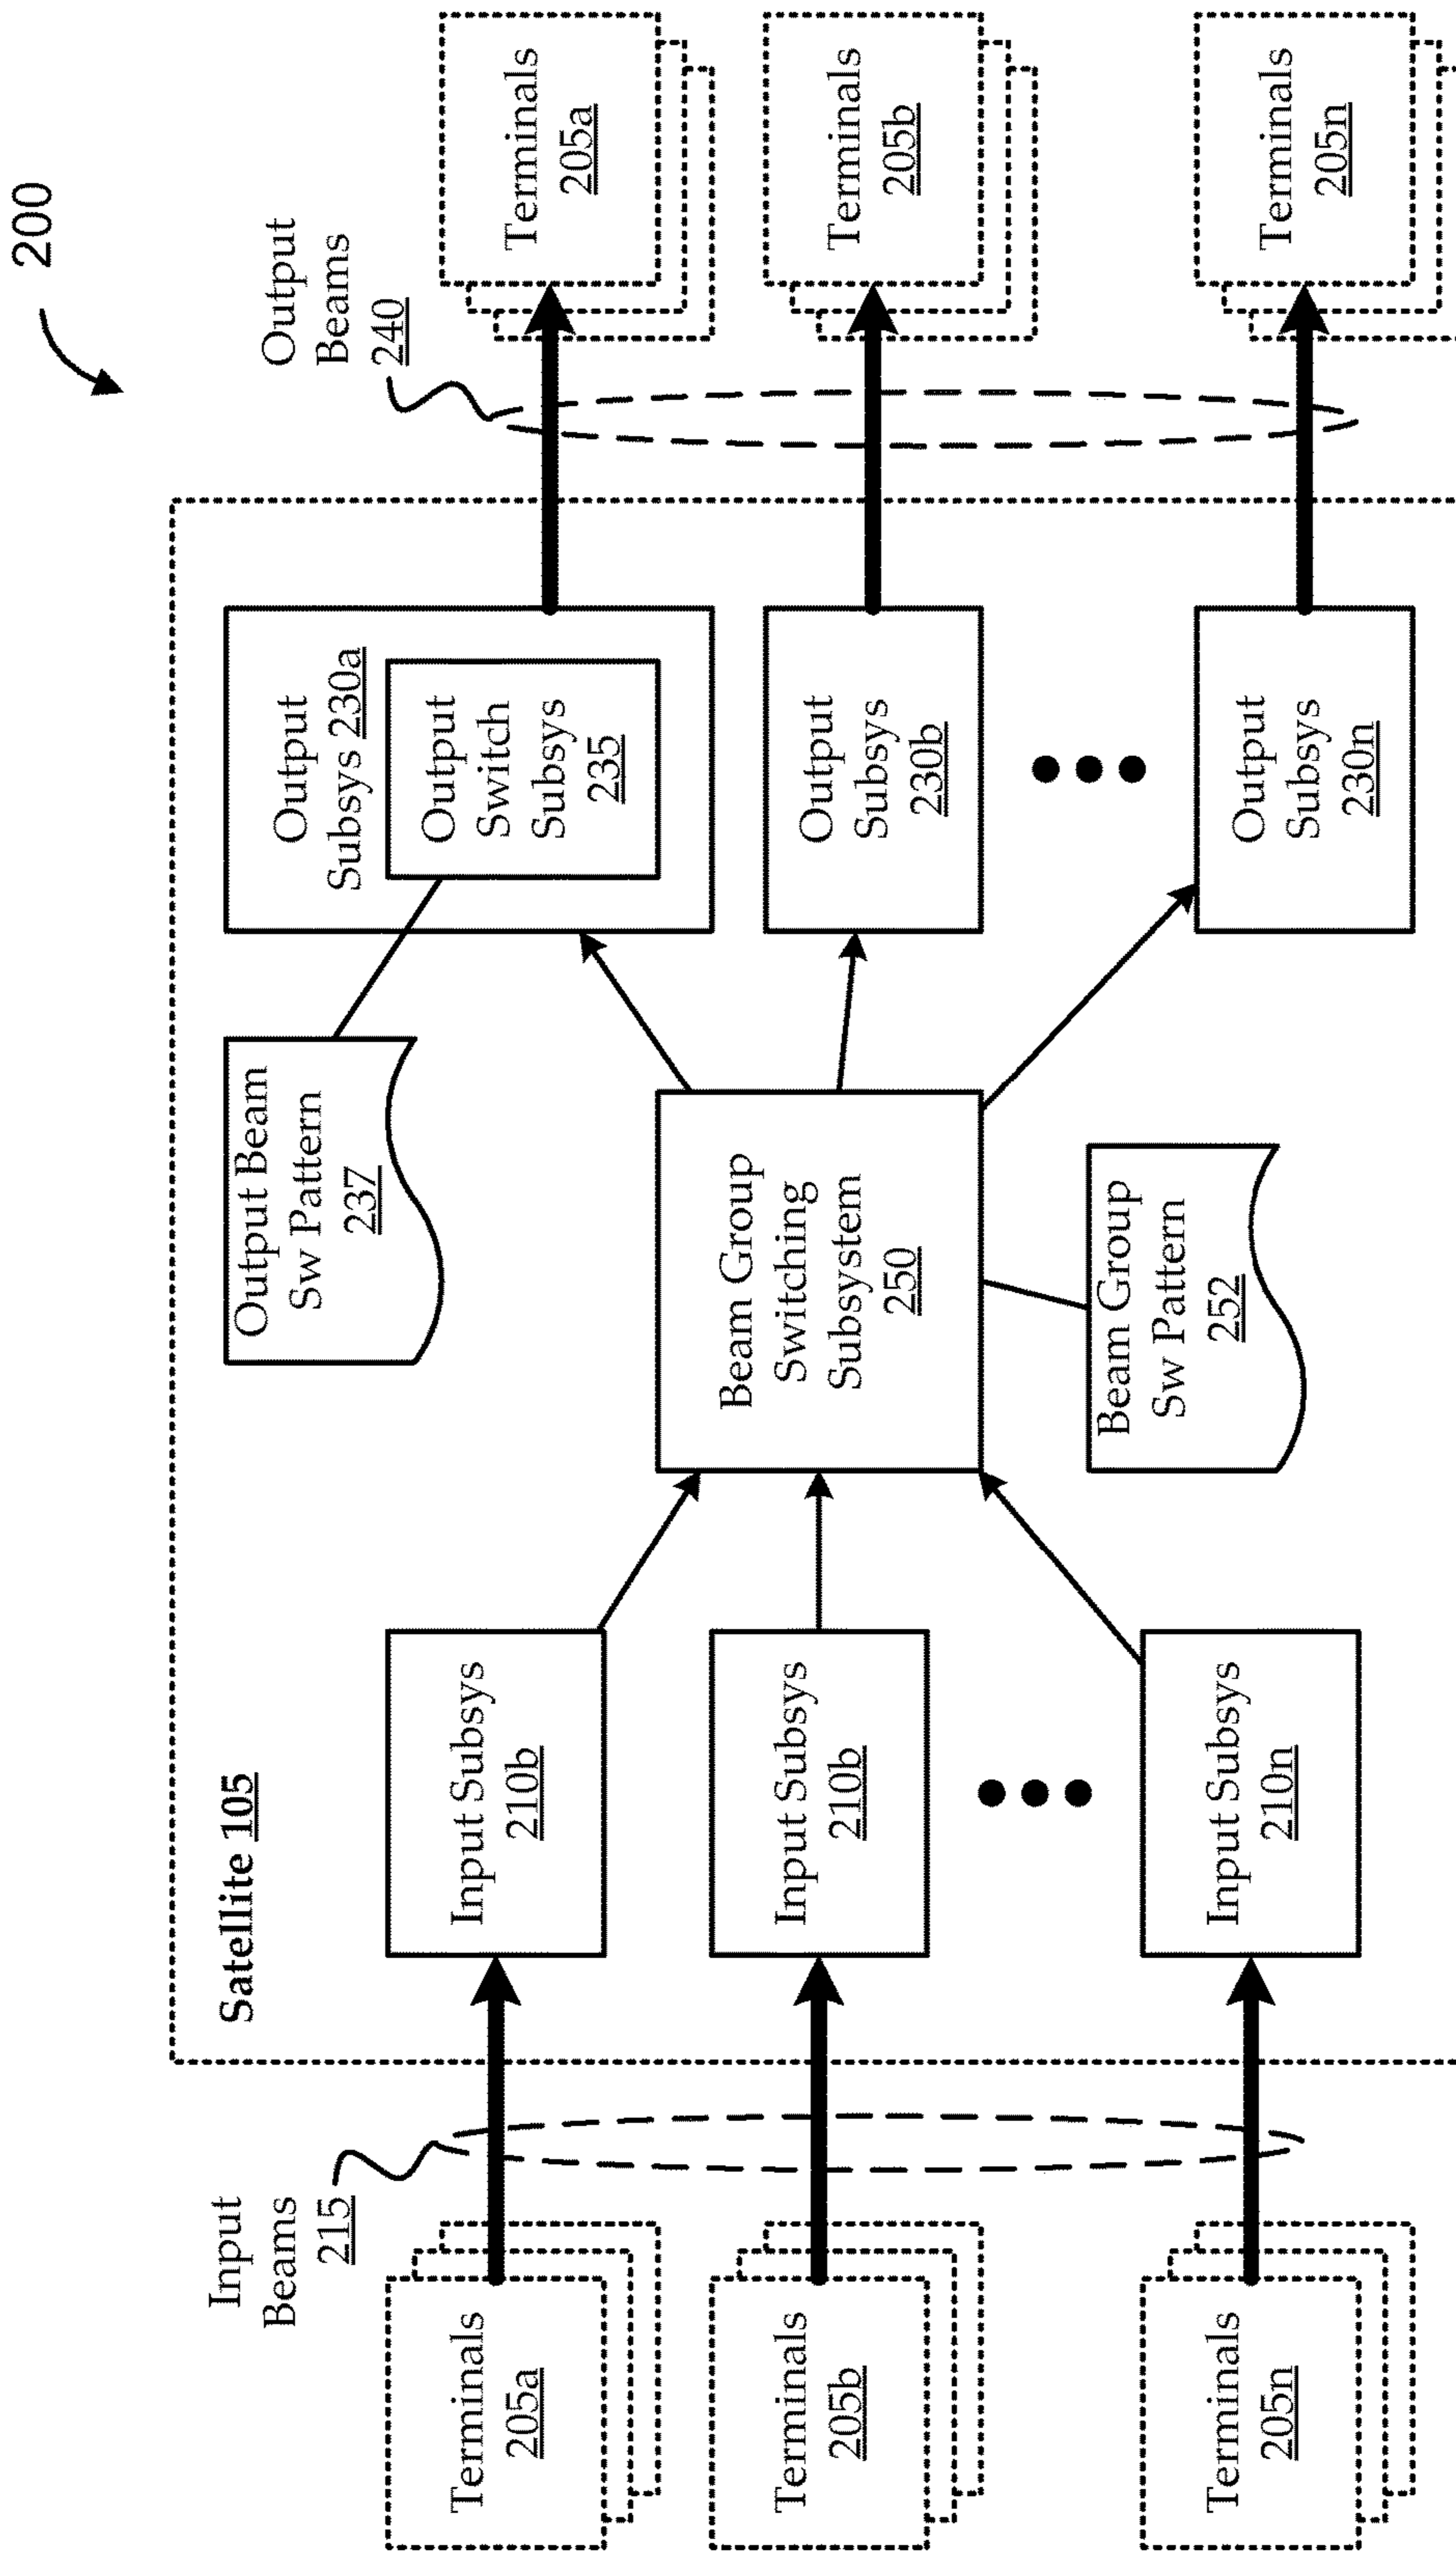 200
Satellite 105
Input
Beams
215
Output
Beams
240
Terminals
205a
Input Subsys
210b
Output Beam
Sw Pattern
237
Output
Subsys 230a
Output
Switch
Subsys
235
Terminals
205a
Terminals
205b
Input Subsys
210b
Beam Group
Switching
Subsystem
250
Output
Subsys
230b
Terminals
205b
Beam Group
Sw Pattern
252
Terminals
205n
Input Subsys
210n
Output
Subsys
230n
Terminals
205n